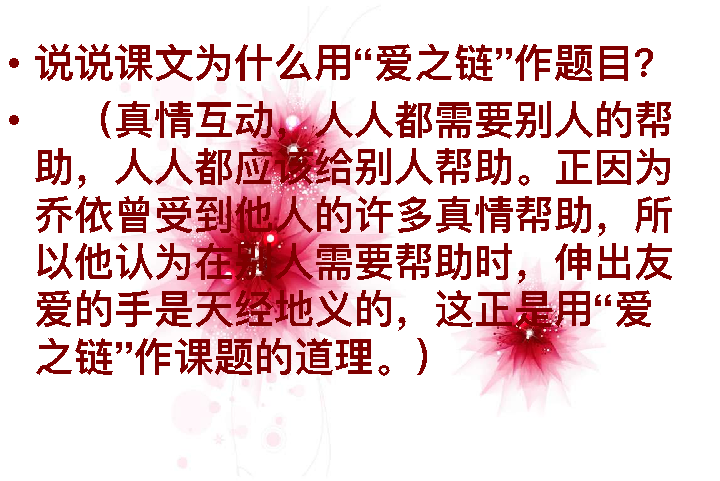 • 说说课文为什么用“爱之链”作题目？
• （真情互动，人人都需要别人的帮
助，人人都应该给别人帮助。正因为
乔依曾受到他人的许多真情帮助，所
以他认为在别人需要帮助时，伸出友
爱的手是天经地义的，这正是用“爱
之链”作课题的道理。）